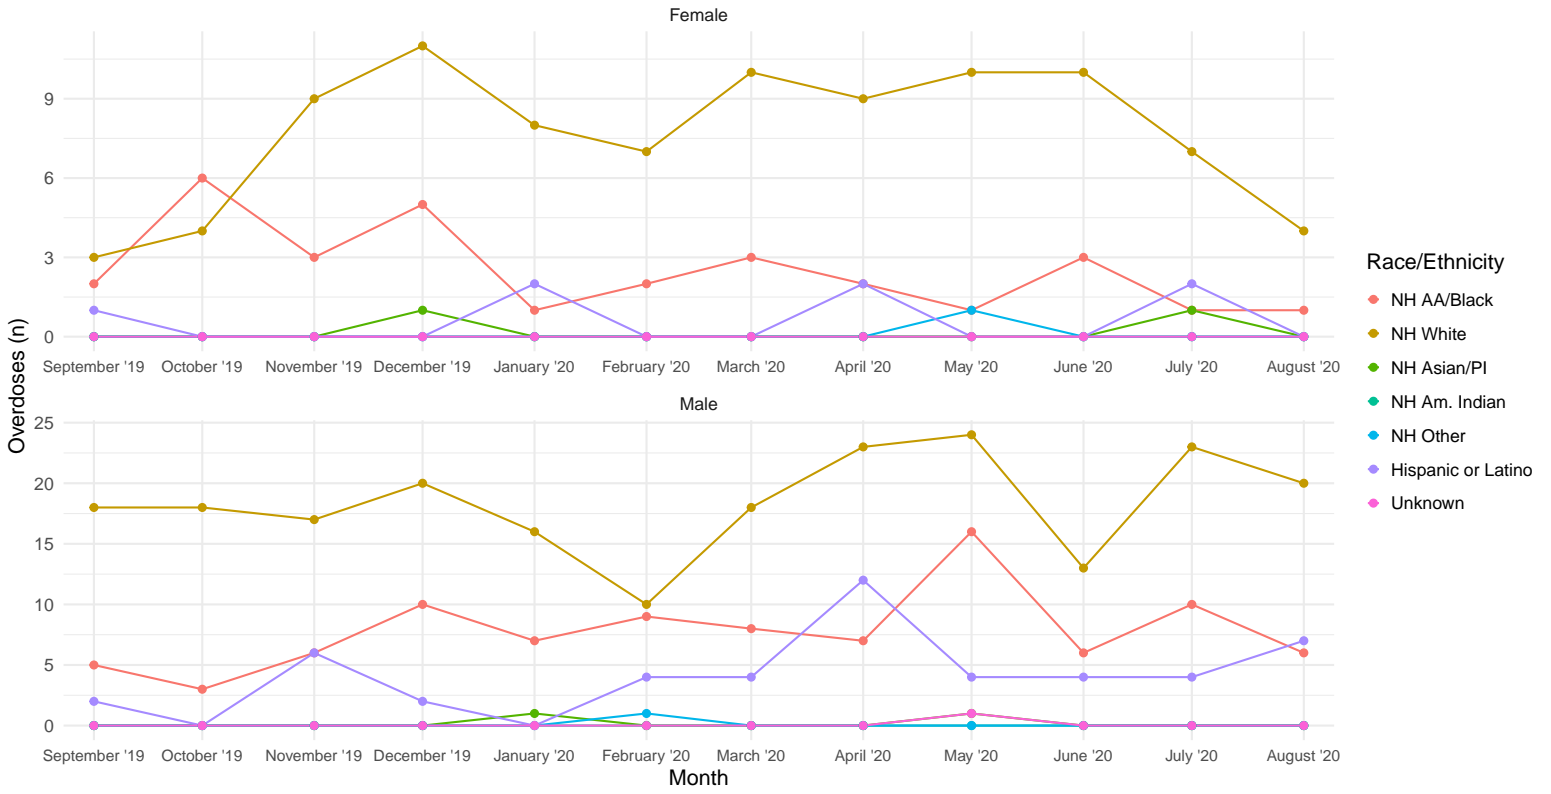 Female
9
6
3
0
September '19 October '19 November '19 December '19 January '20 February '20 March '20 April '20 May '20 June '20 July '20 August '20
Overdoses (n)
Male
25
20
15
10
5
0
September '19 October '19 November '19 December '19 January '20 February '20 March '20 April '20 May '20 June '20 July '20 August '20
Month
Race/Ethnicity
NH AA/Black
NH White
NH Asian/PI
NH Am. Indian
NH Other
Hispanic or Latino
Unknown